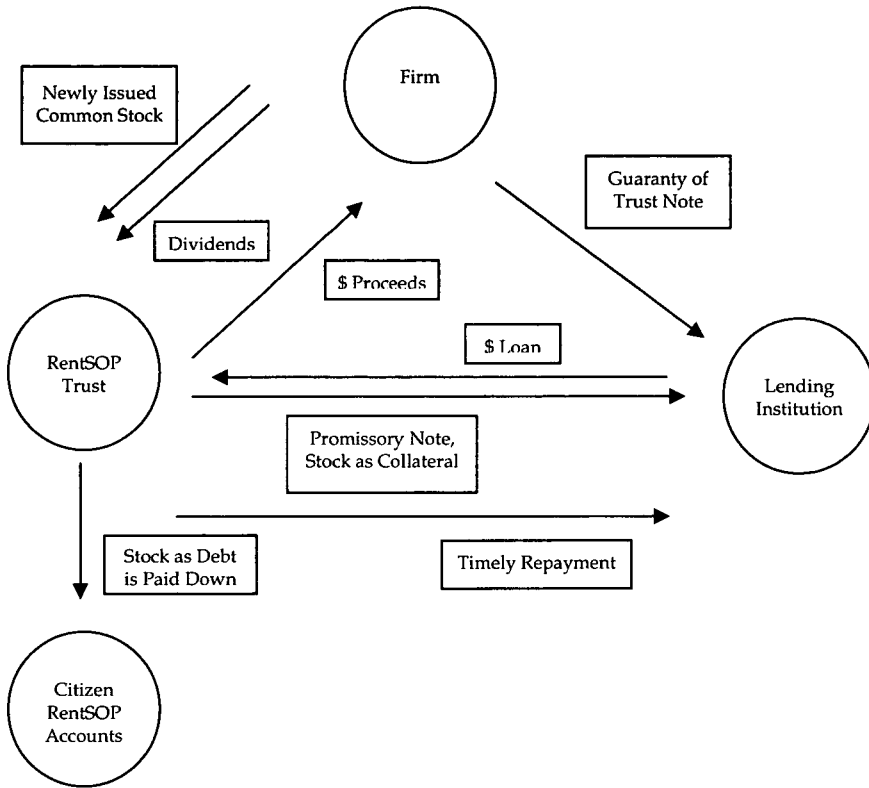 Firm
Newly Issued
Common Stock
Guaranty of
Trust Note
Dividends
$ Proceeds
$ Loan
RentSOP
Trust
Lending
Institution
Promissory Note,
Stock as Collateral
Stock as Debt
is Paid Down
Timely Repayment
Citizen
RentSOP
Accounts